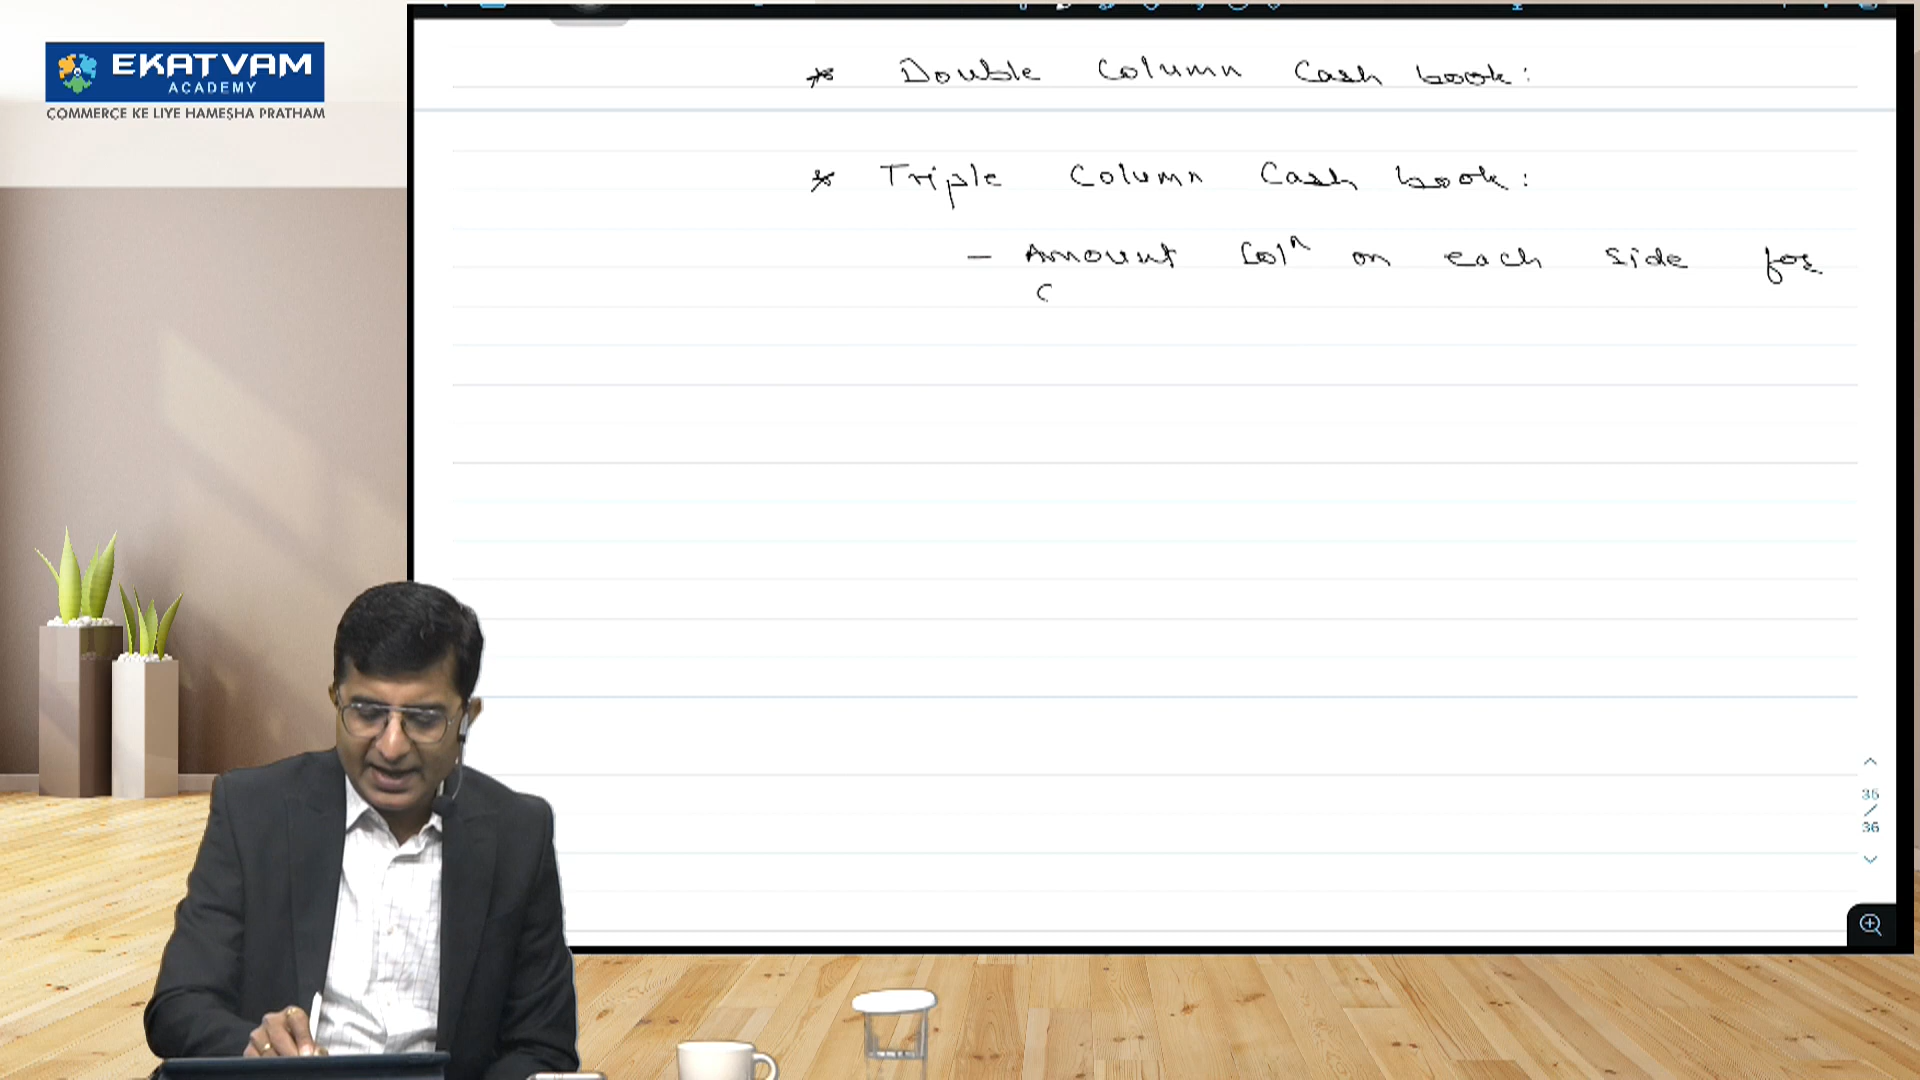 EKATVAM
ACADEMY
COMMERCE KE LIYE HAMESHA PRATHAM
* Double Column Cash book:
* Triple Column Cash book:
- Amount Colⁿ on each side for
C
35
/
36